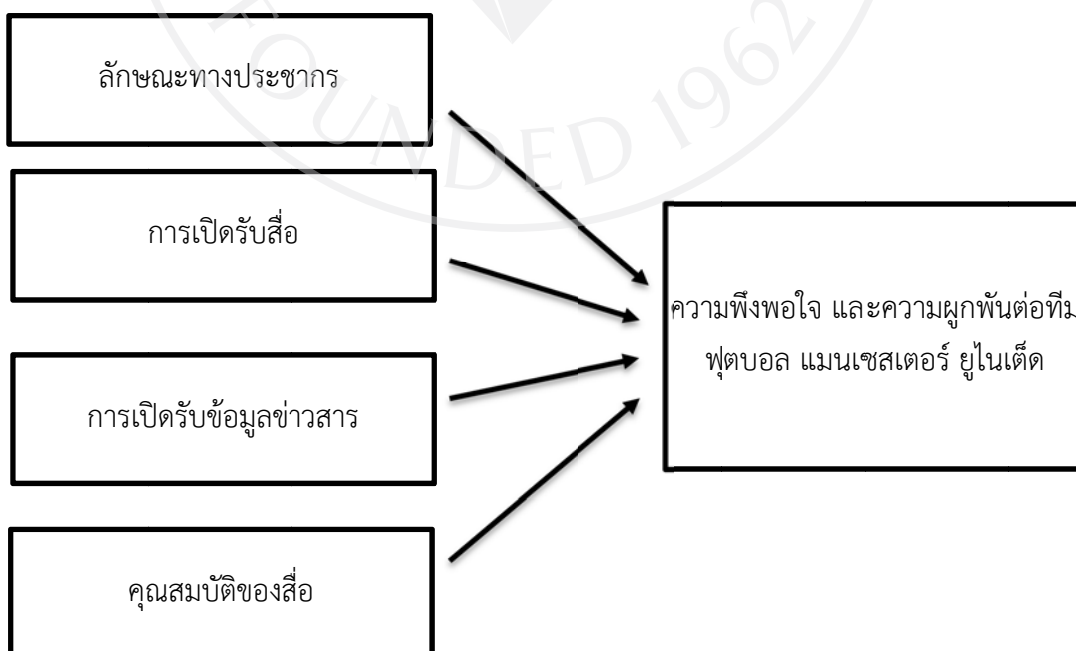 FOUNDED 1962
ลักษณะทางประชากร
การเปิดรับสื่อ
การเปิดรับข้อมูลข่าวสาร
คุณสมบัติของสื่อ
ความพึงพอใจ และความผูกพันต่อทีม
ฟุตบอล แมนเชสเตอร์ ยูไนเต็ด